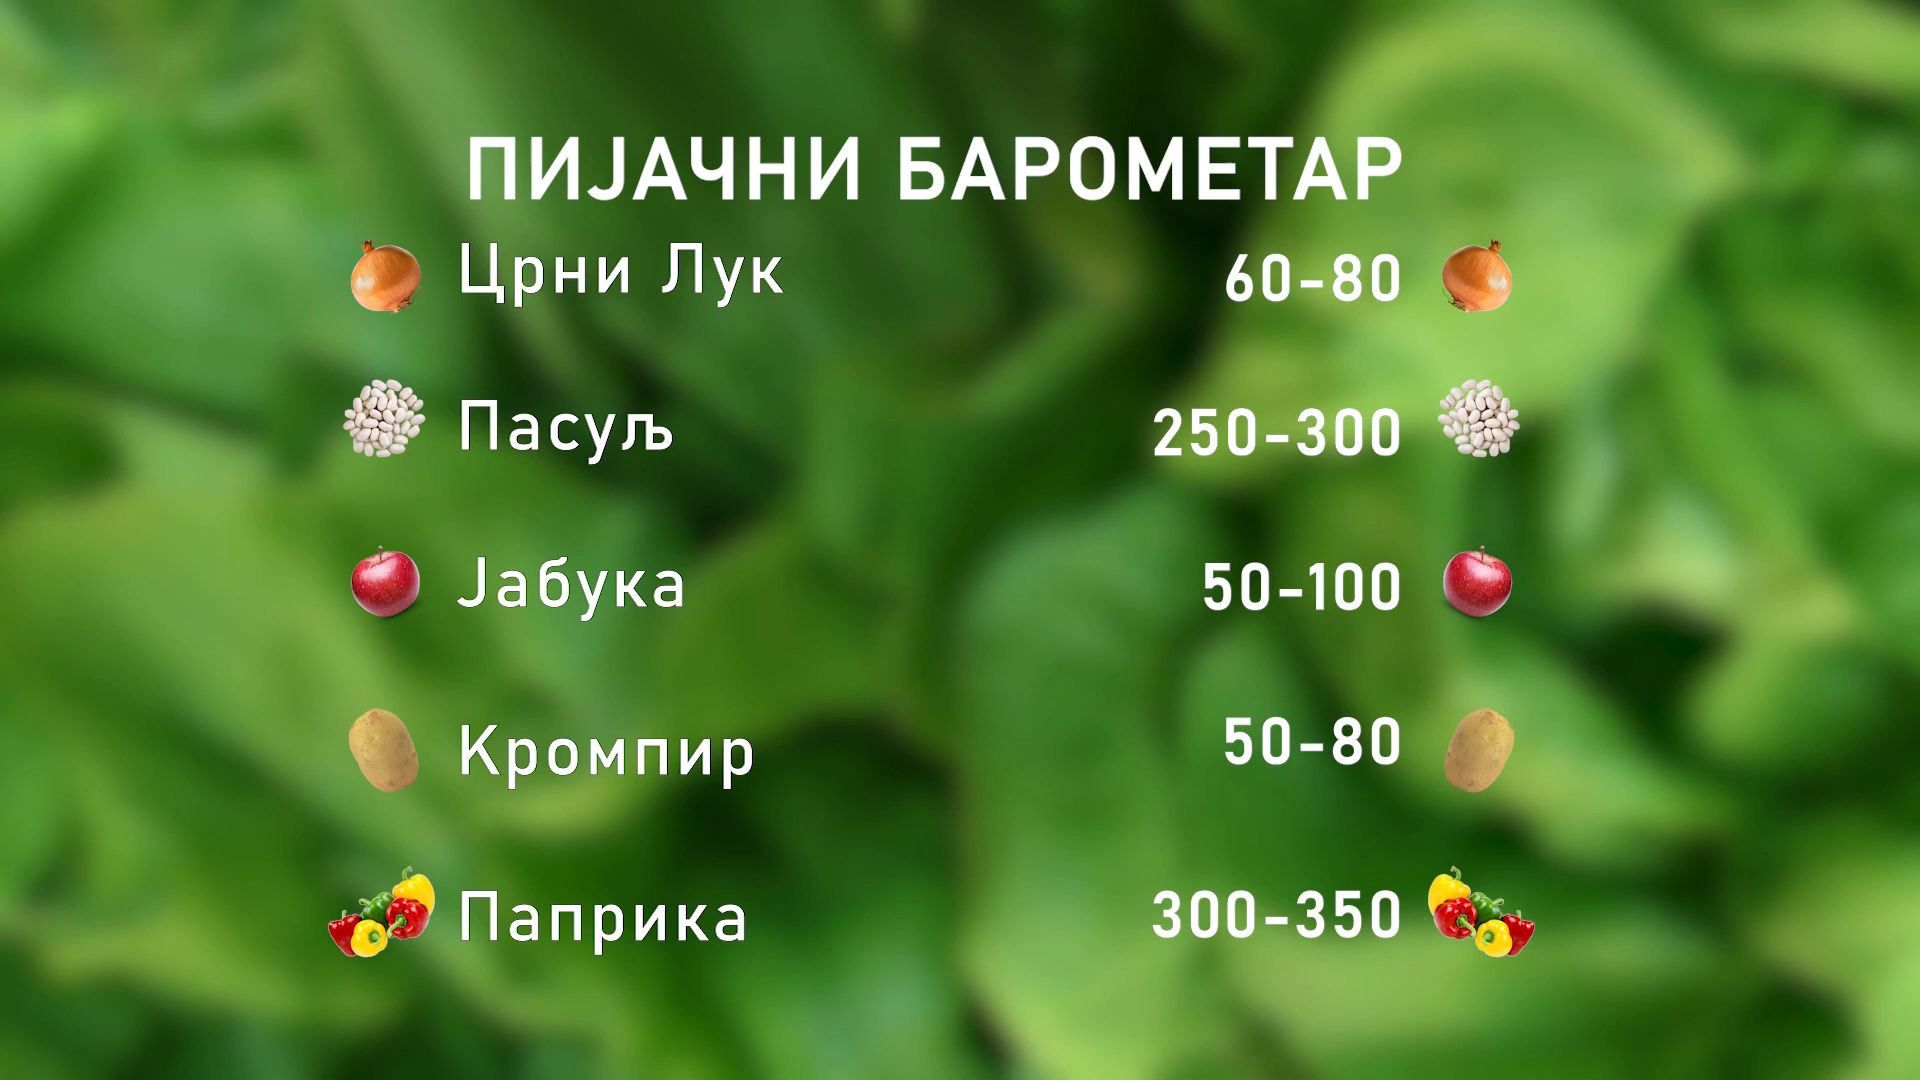 ПИЈАЧНИ БАРОМЕТАР
Црни Лук 60-80
Пасуљ 250-300
Јабука 50-100
Кромпир 50-80
Паприка 300-350